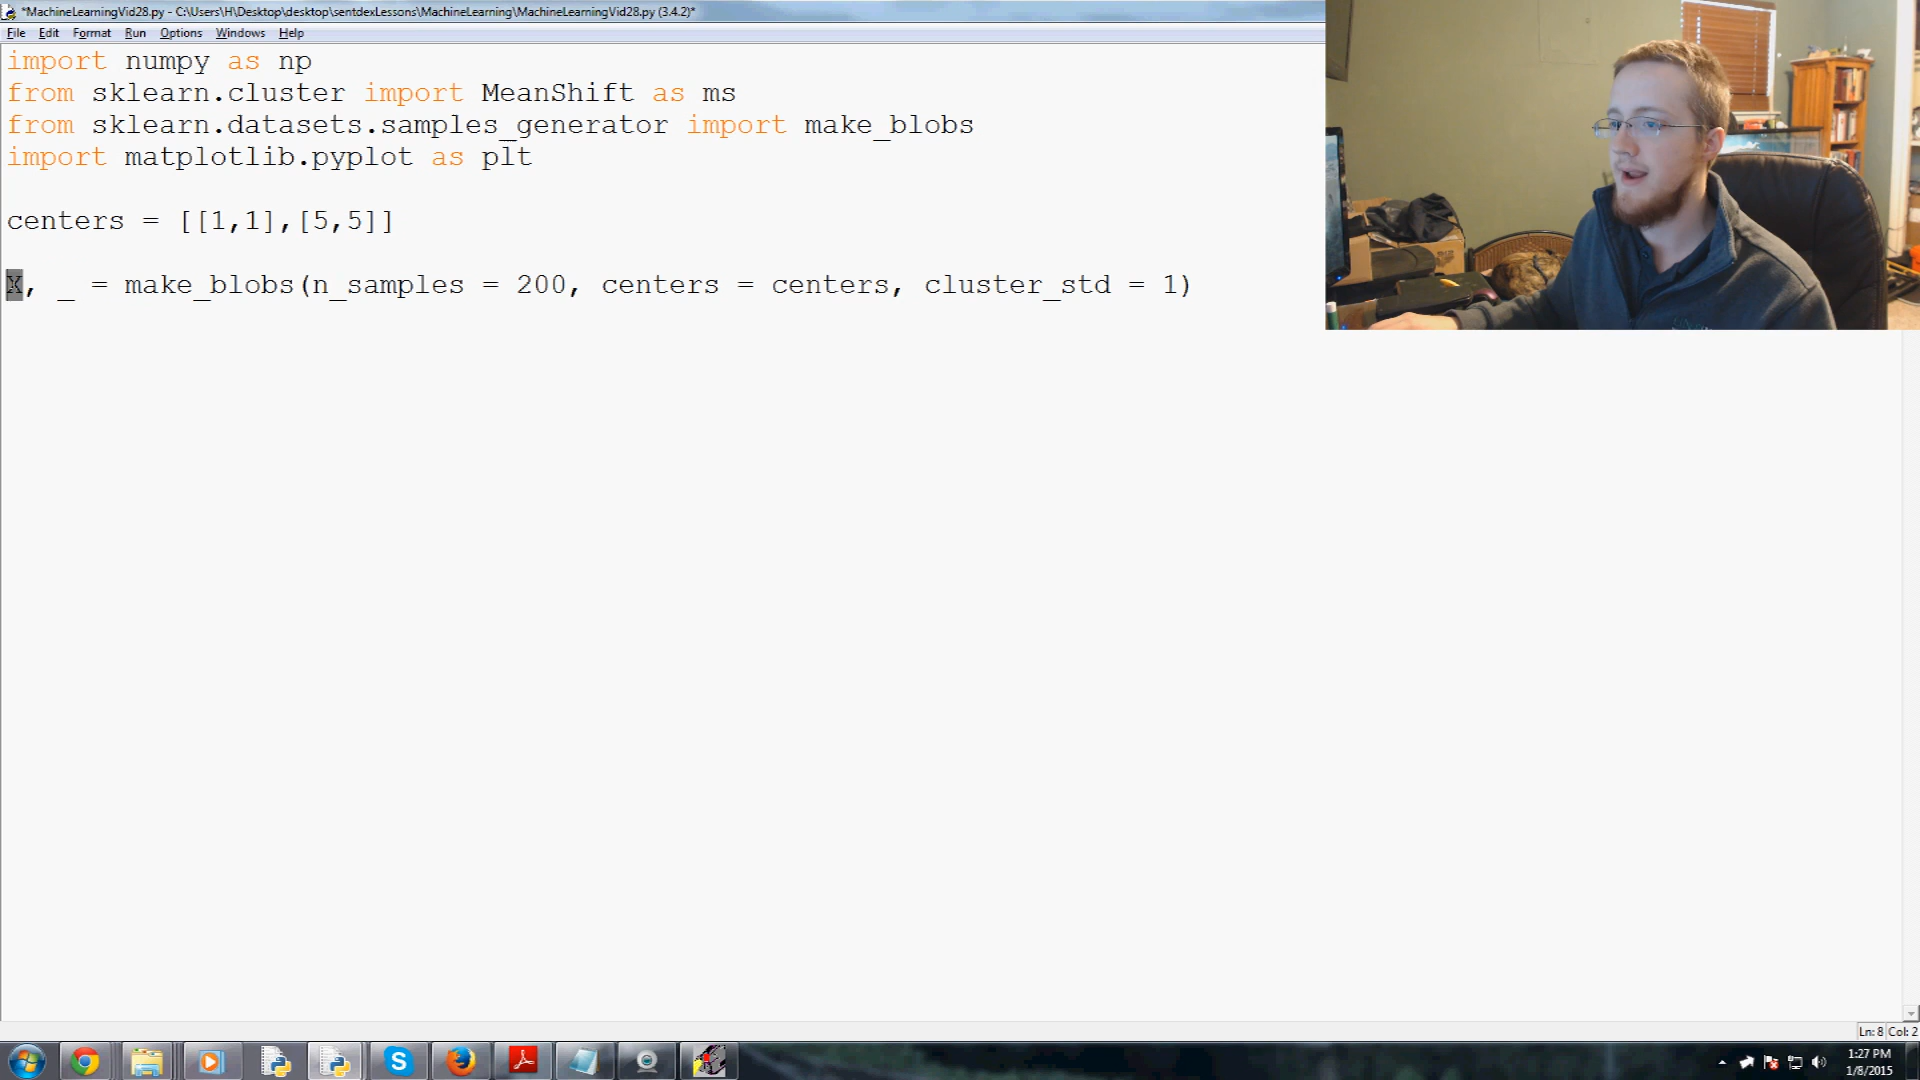 *MachineLearningVid28.py - C:\Users\H\Desktop\desktop\sentdexLessons\MachineLearning\MachineLearningVid28.py (3.4.2)*
File Edit Format Run Options Windows Help
import numpy as np
from sklearn.cluster import MeanShift as ms
from sklearn.datasets.samples_generator import make_blobs
import matplotlib.pyplot as plt
centers = [[1,1],[5,5]]
X, _ = make_blobs(n_samples = 200, centers = centers, cluster_std = 1)
Ln: 8 Col: 2
1:27 PM
1/8/2015